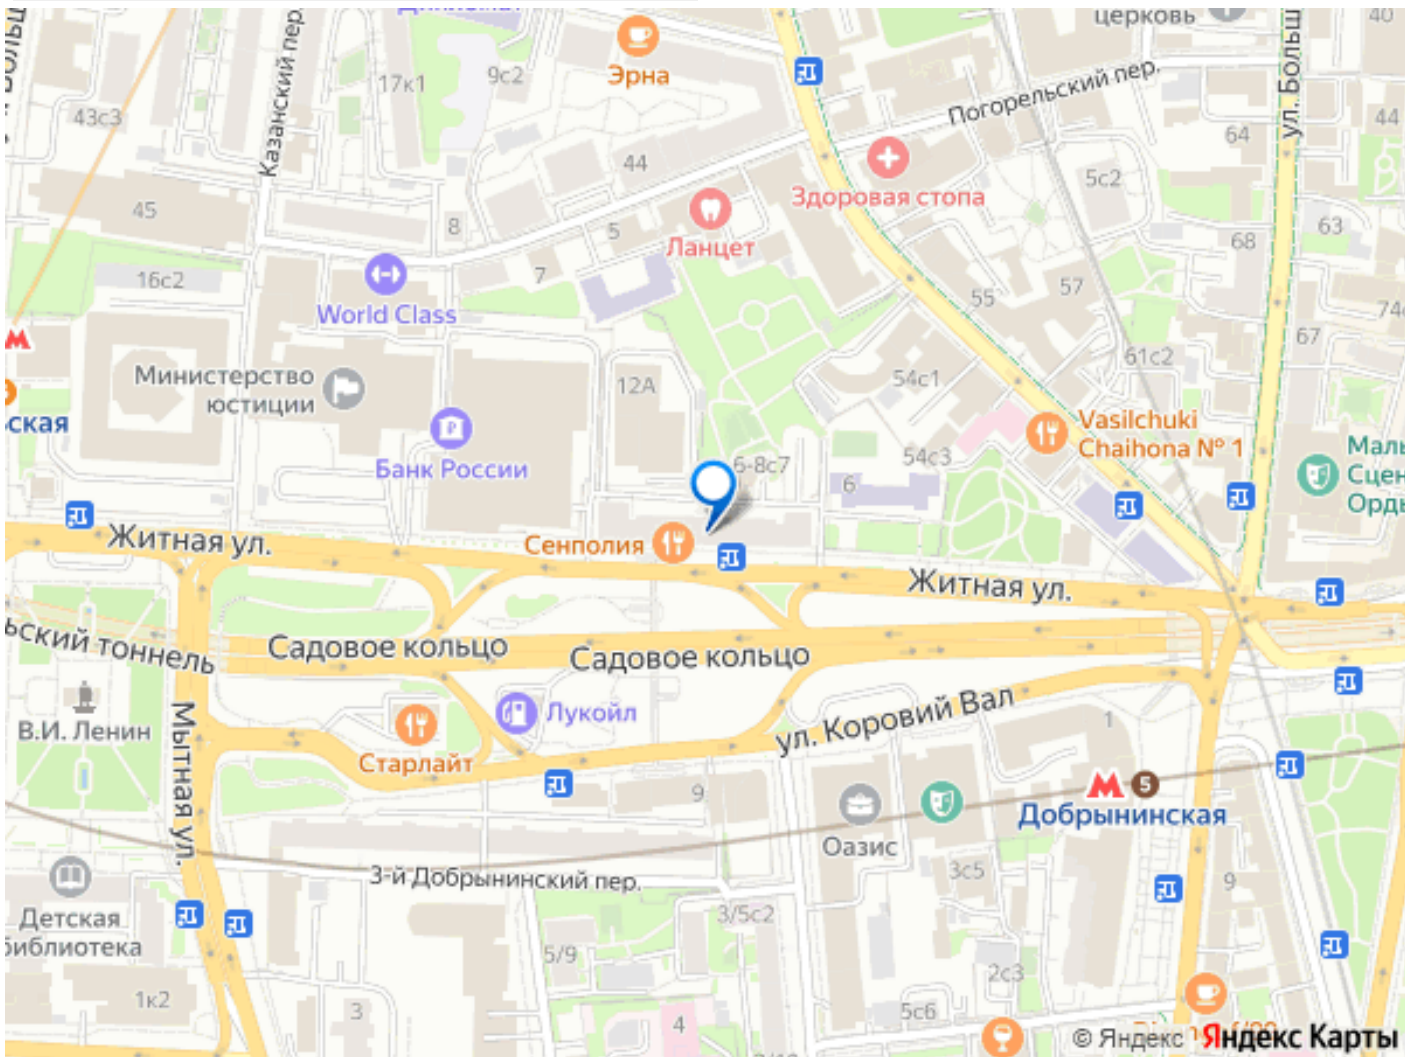 церковь
40
Казанский пер.
17к1
9с2
Эрна
Погорельский пер.
ул. Больш
43с3
44
64
44
Здоровая стопа
5с2
45
8
5
Ланцет
68
63
16с2
World Class
7
55
57
74
67
Министерство
юстиции
12А
54с1
61с2
ская
Банк России
Vasilchuki
Chaihona № 1
6-8с7
54с3
6
Маль
Сцен
Орды
Житная ул.
Сенполия
Житная ул.
ьский тоннель
Садовое кольцо
Садовое кольцо
В.И. Ленин
Мытная ул.
Лукойл
Старлайт
ул. Коровий Вал
1
9
5
Добрынинская
Оазис
3-й Добрынинский пер.
3с5
9
Детская
библиотека
3/5с2
5/9
2с3
1к2
3
4
5с6
© Яндекс
Яндекс Карты